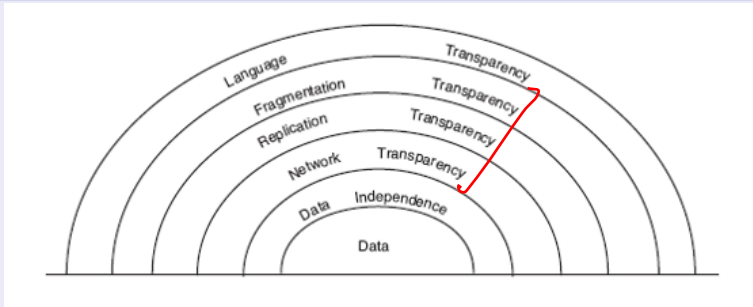 Language Transparency
Fragmentation Transparency
Replication Transparency
Network Transparency
Data Independence
Data